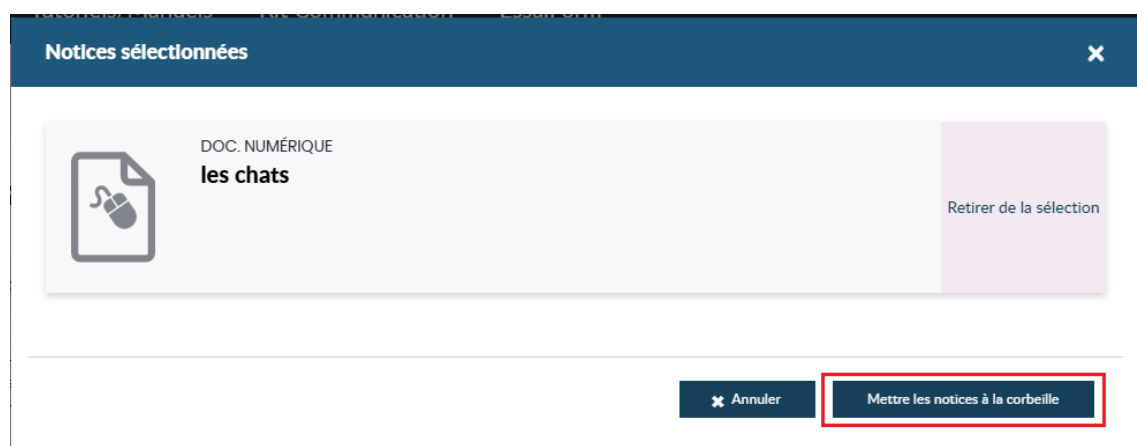 Notices sélectionnées
DOC. NUMÉRIQUE
les chats
Retirer de la sélection
Annuler
Mettre les notices à la corbeille